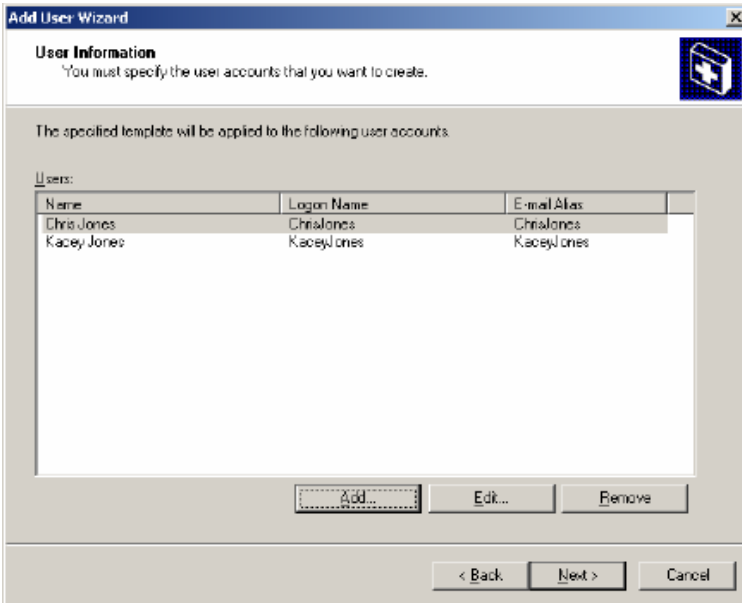 Add User Wizard
User Information
You must specify the user accounts that you want to create.
The specified template will be applied to the following user accounts.
Users:
Name Logon Name E-mail Alias
Chris Jones ChrisJones ChrisJones
Kacey Jones KaceyJones KaceyJones
Add... Edit... Remove
< Back Next > Cancel